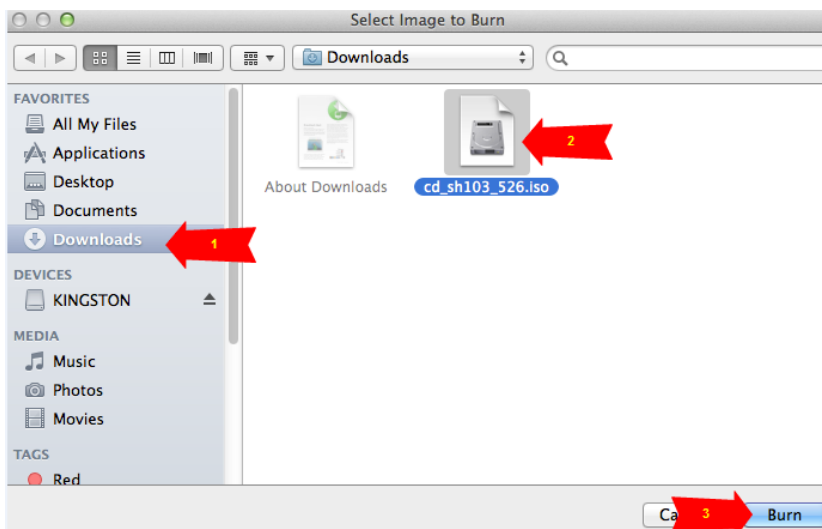 Select Image to Burn
Downloads
FAVORITES
All My Files
Applications
Desktop
Documents
Downloads
1
DEVICES
KINGSTON
MEDIA
Music
Photos
Movies
TAGS
Red
About Downloads
cd_sh103_526.iso
2
Ca
3
Burn